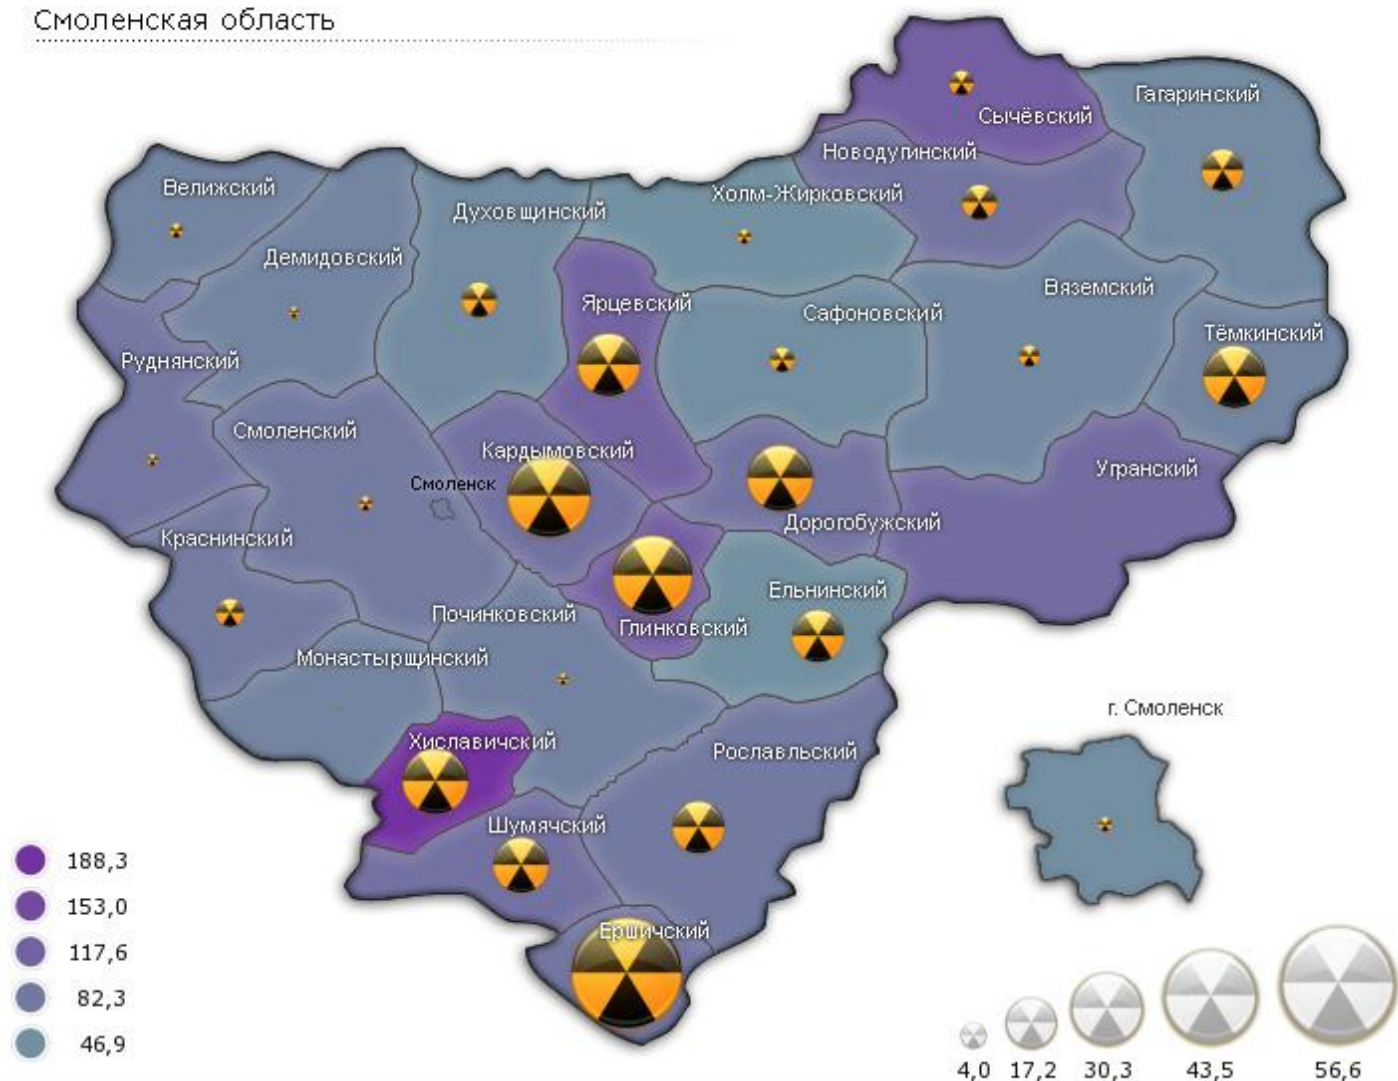 Смоленская область
Гагаринский
Сычёвский
Новодугинский
Велижский
Холм-Жирковский
Духовщинский
Демидовский
Вяземский
Ярцевский
Сафоновский
Тёмкинский
Руднянский
Смоленский
Кардымовский
Угранский
Смоленск
Дорогобужский
Краснинский
Ельнинский
Починковский
Глинковский
Монастырщинский
г. Смоленск
Хиславичский
Рославльский
Шумячский
188,3
153,0
Ершичский
117,6
82,3
46,9
4,0 17,2 30,3 43,5 56,6